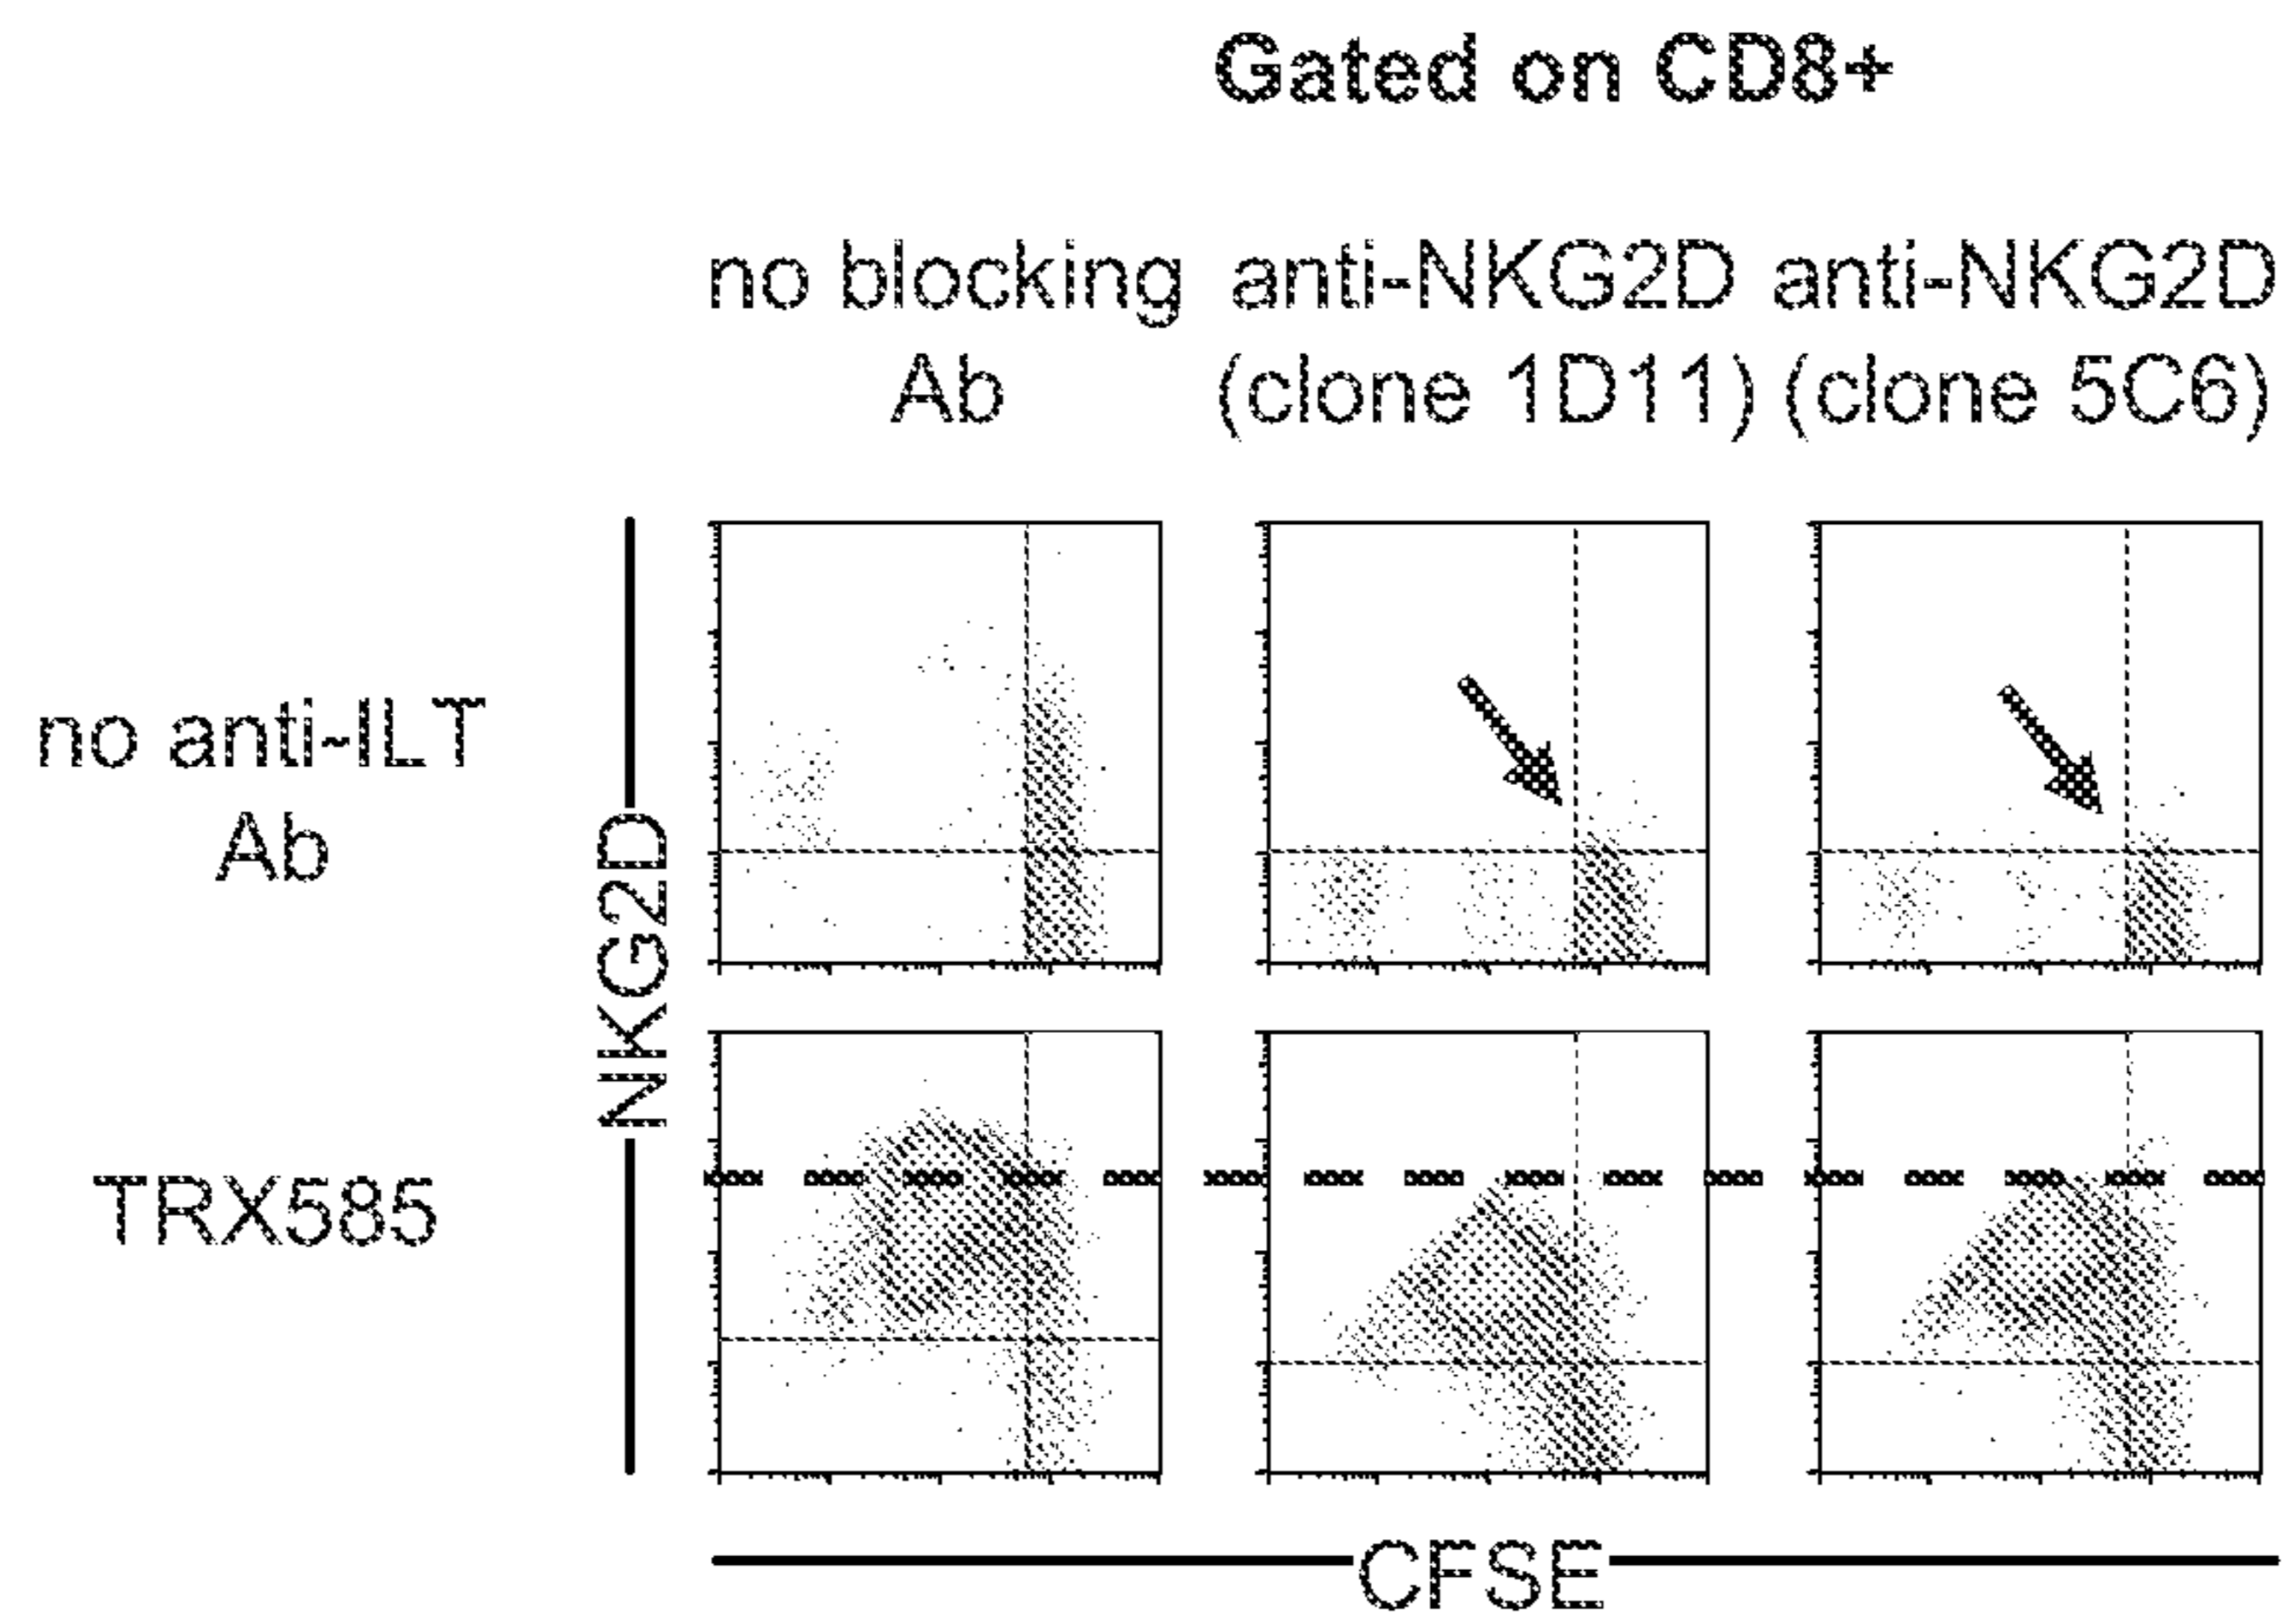 Gated on CD8+
no blocking anti-NKG2D anti-NKG2D
Ab (clone 1D11) (clone 5C6)
no anti-ILT
Ab
NKG2D
TRX585
CFSE